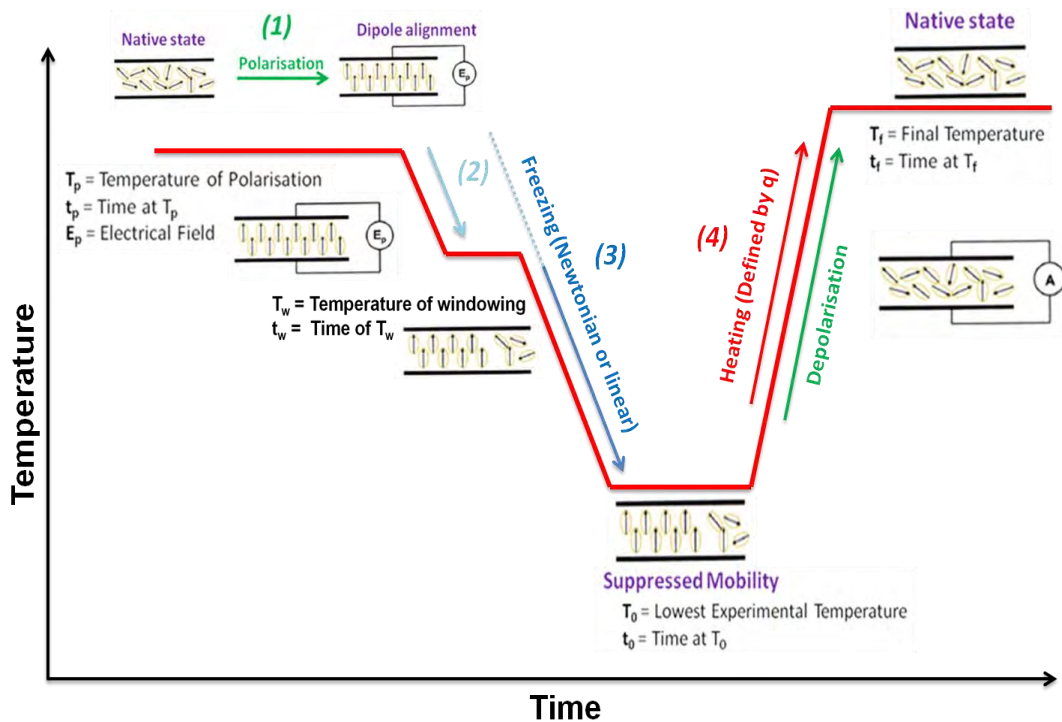 Native state
(1)
Polarisation
Dipole alignment
Ep
Native state
Tp = Temperature of Polarisation
tp = Time at Tp
Ep = Electrical Field
Ep
(2)
Freezing (Newtonian or linear)
(3)
Tw = Temperature of windowing
tw = Time of Tw
(4)
Heating (Defined by q)
Depolarisation
Tf = Final Temperature
tf = Time at Tf
A
Suppressed Mobility
T0 = Lowest Experimental Temperature
t0 = Time at T0
Temperature
Time